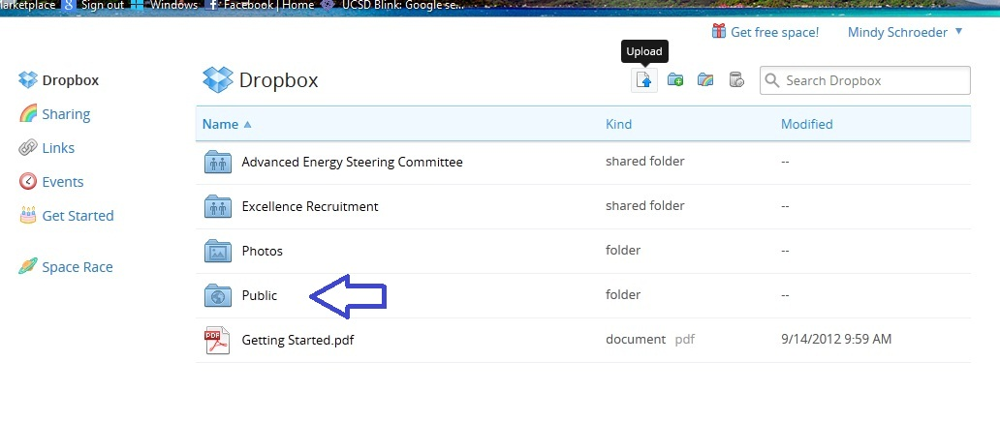 arketplace Sign out Windows Facebook | Home UCSD Blink: Google se...
Get free space! Mindy Schroeder
Upload
Dropbox
Dropbox
Search Dropbox
Sharing
Links
Events
Get Started
Space Race
Name Kind Modified
Advanced Energy Steering Committee shared folder --
Excellence Recruitment shared folder --
Photos folder --
Public folder --
PDF Getting Started.pdf document pdf 9/14/2012 9:59 AM